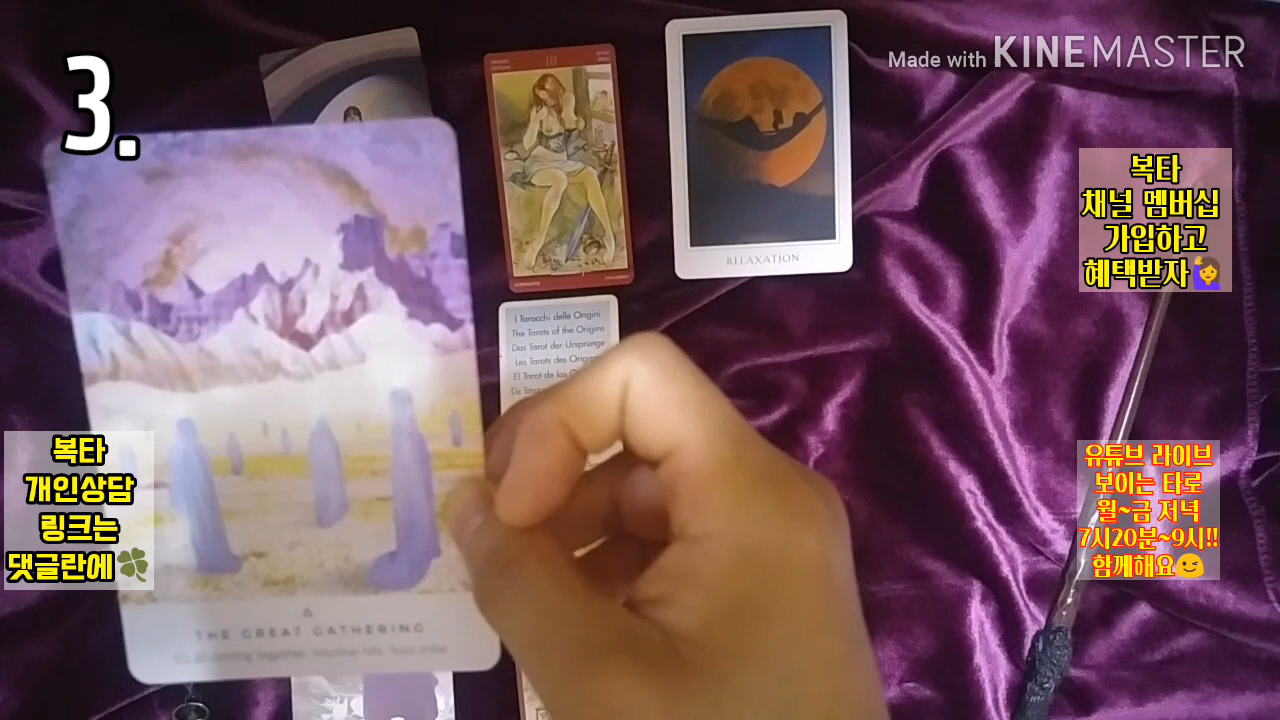 3.
Made with KINEMASTER
10
RELAXATION
복타
채널 멤버십
가입하고
혜택받자🙋‍♀️
I Tarocchi delle Origini
The Tarots of the Origins
Das Tarot der Ursprünge
Les Tarots des Origines
El Tarot de los
복타
개인상담
링크는
댓글란에🍀
유튜브 라이브
보이는 타로
월~금 저녁
7시20분~9시!!
함께해요😉
THE GREAT GATHERING